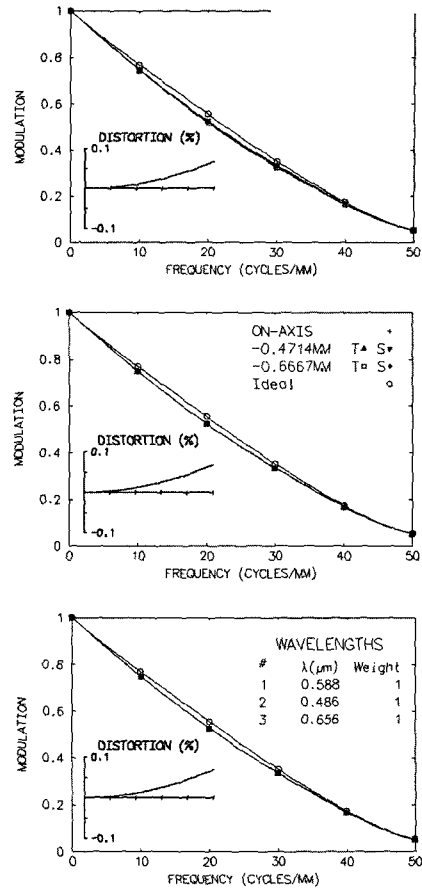 1
0.8
0.6
0.4
0.2
0
MODULATION
DISTORTION (%)
0.1
-0.1
0 10 20 30 40 50
FREQUENCY (CYCLES/MM)
1
0.8
0.6
0.4
0.2
0
MODULATION
ON-AXIS
-0.4714MM T S
-0.6667MM T S
Ideal
DISTORTION (%)
0.1
-0.1
0 10 20 30 40 50
FREQUENCY (CYCLES/MM)
1
0.8
0.6
0.4
0.2
0
MODULATION
WAVELENGTHS
# λ(μm) Weight
1 0.588 1
2 0.486 1
3 0.656 1
DISTORTION (%)
0.1
-0.1
0 10 20 30 40 50
FREQUENCY (CYCLES/MM)